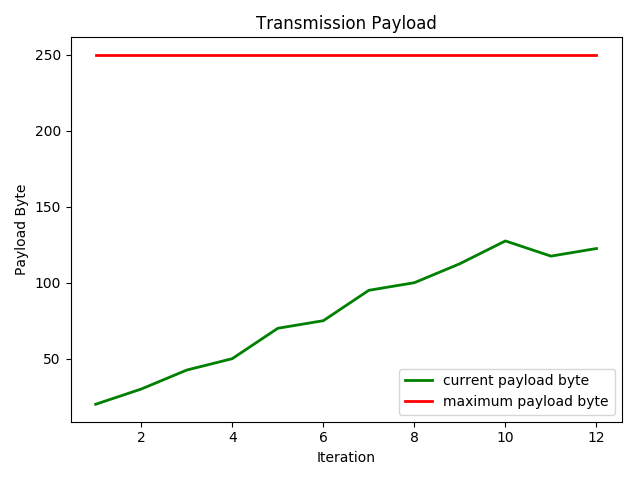 Transmission Payload
250
200
150
100
50
Payload Byte
current payload byte
maximum payload byte
2 4 6 8 10 12
Iteration